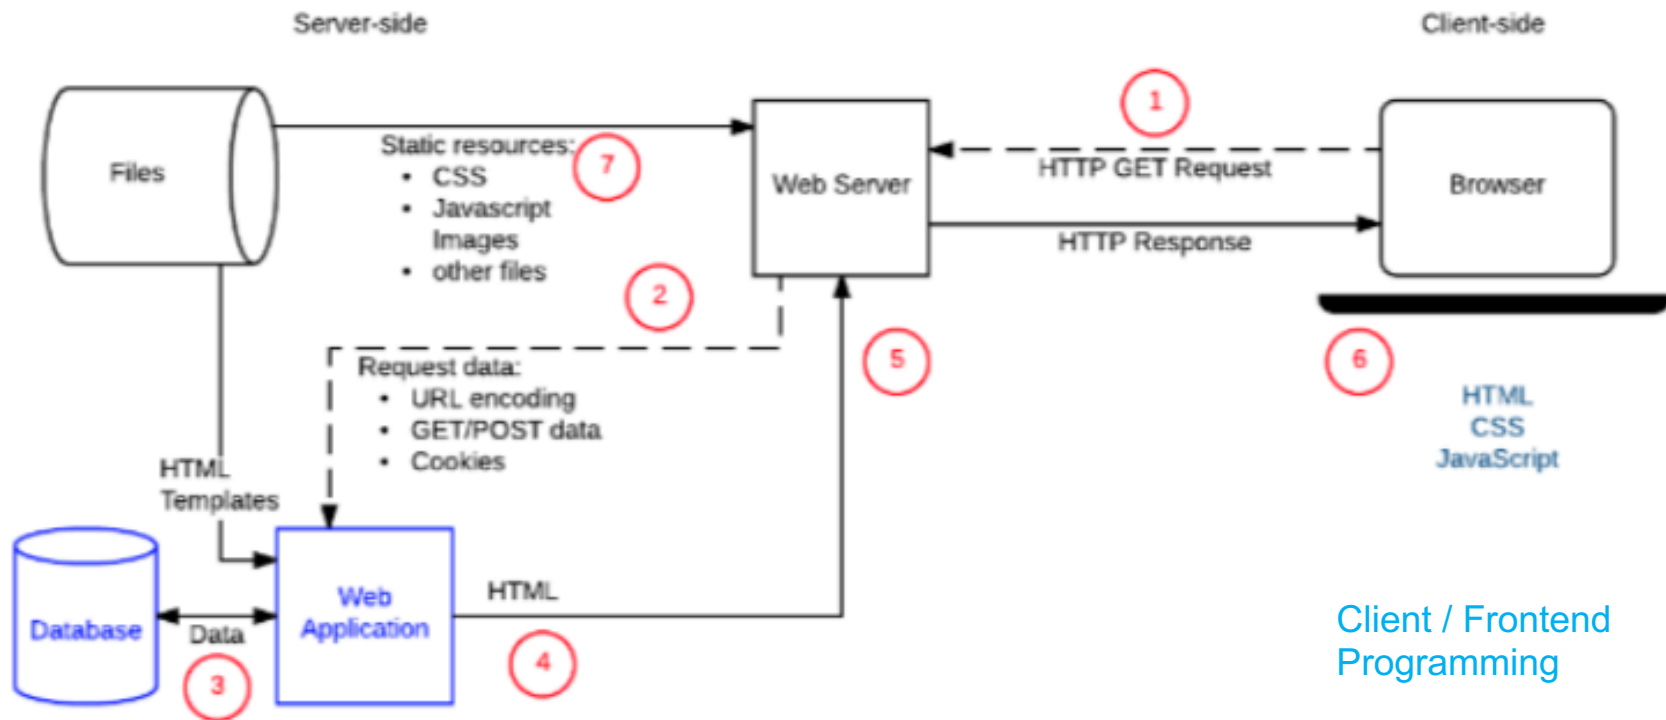 Server-side
Client-side
Files
Static resources:
• CSS
• Javascript
Images
• other files
7
Web Server
1
HTTP GET Request
HTTP Response
Browser
2
Request data:
• URL encoding
• GET/POST data
• Cookies
5
6
HTML
CSS
JavaScript
HTML
Templates
Database
Data
3
Web
Application
HTML
4
Client / Frontend
Programming